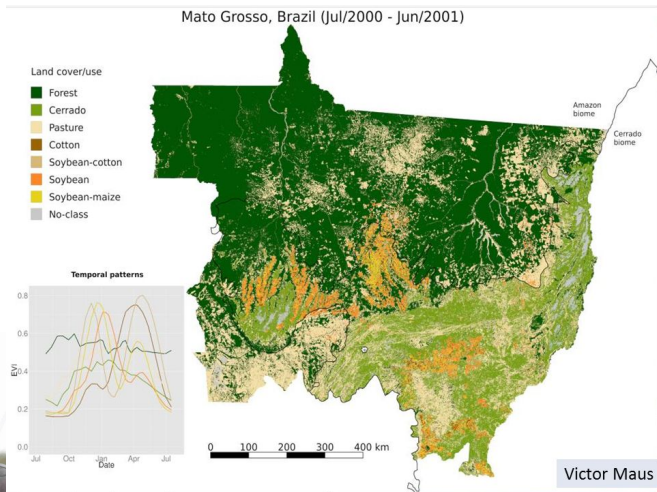 Mato Grosso, Brazil (Jul/2000 - Jun/2001)
Land cover/use
Forest
Cerrado
Pasture
Cotton
Soybean-cotton
Soybean
Soybean-maize
No-class
Amazon
biome
Cerrado
biome
Temporal patterns
0.8
0.6
0.4
0.2
0.0
EVI
Jul Oct Jan Apr Jul
Date
0 100 200 300 400 km
Victor Maus